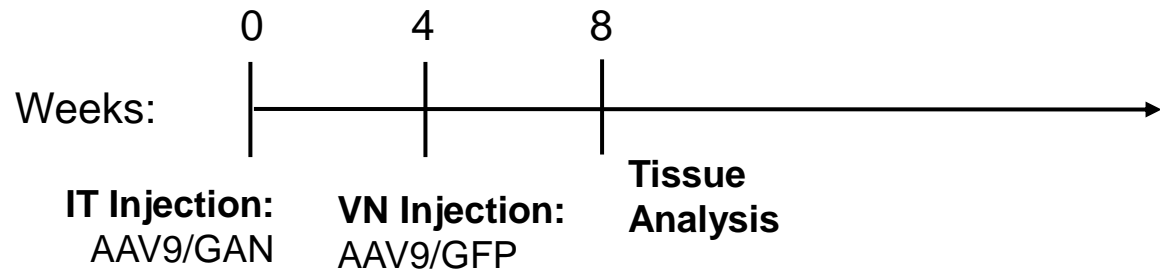 0 4 8
Weeks:
IT Injection:
AAV9/GAN
VN Injection:
AAV9/GFP
Tissue
Analysis